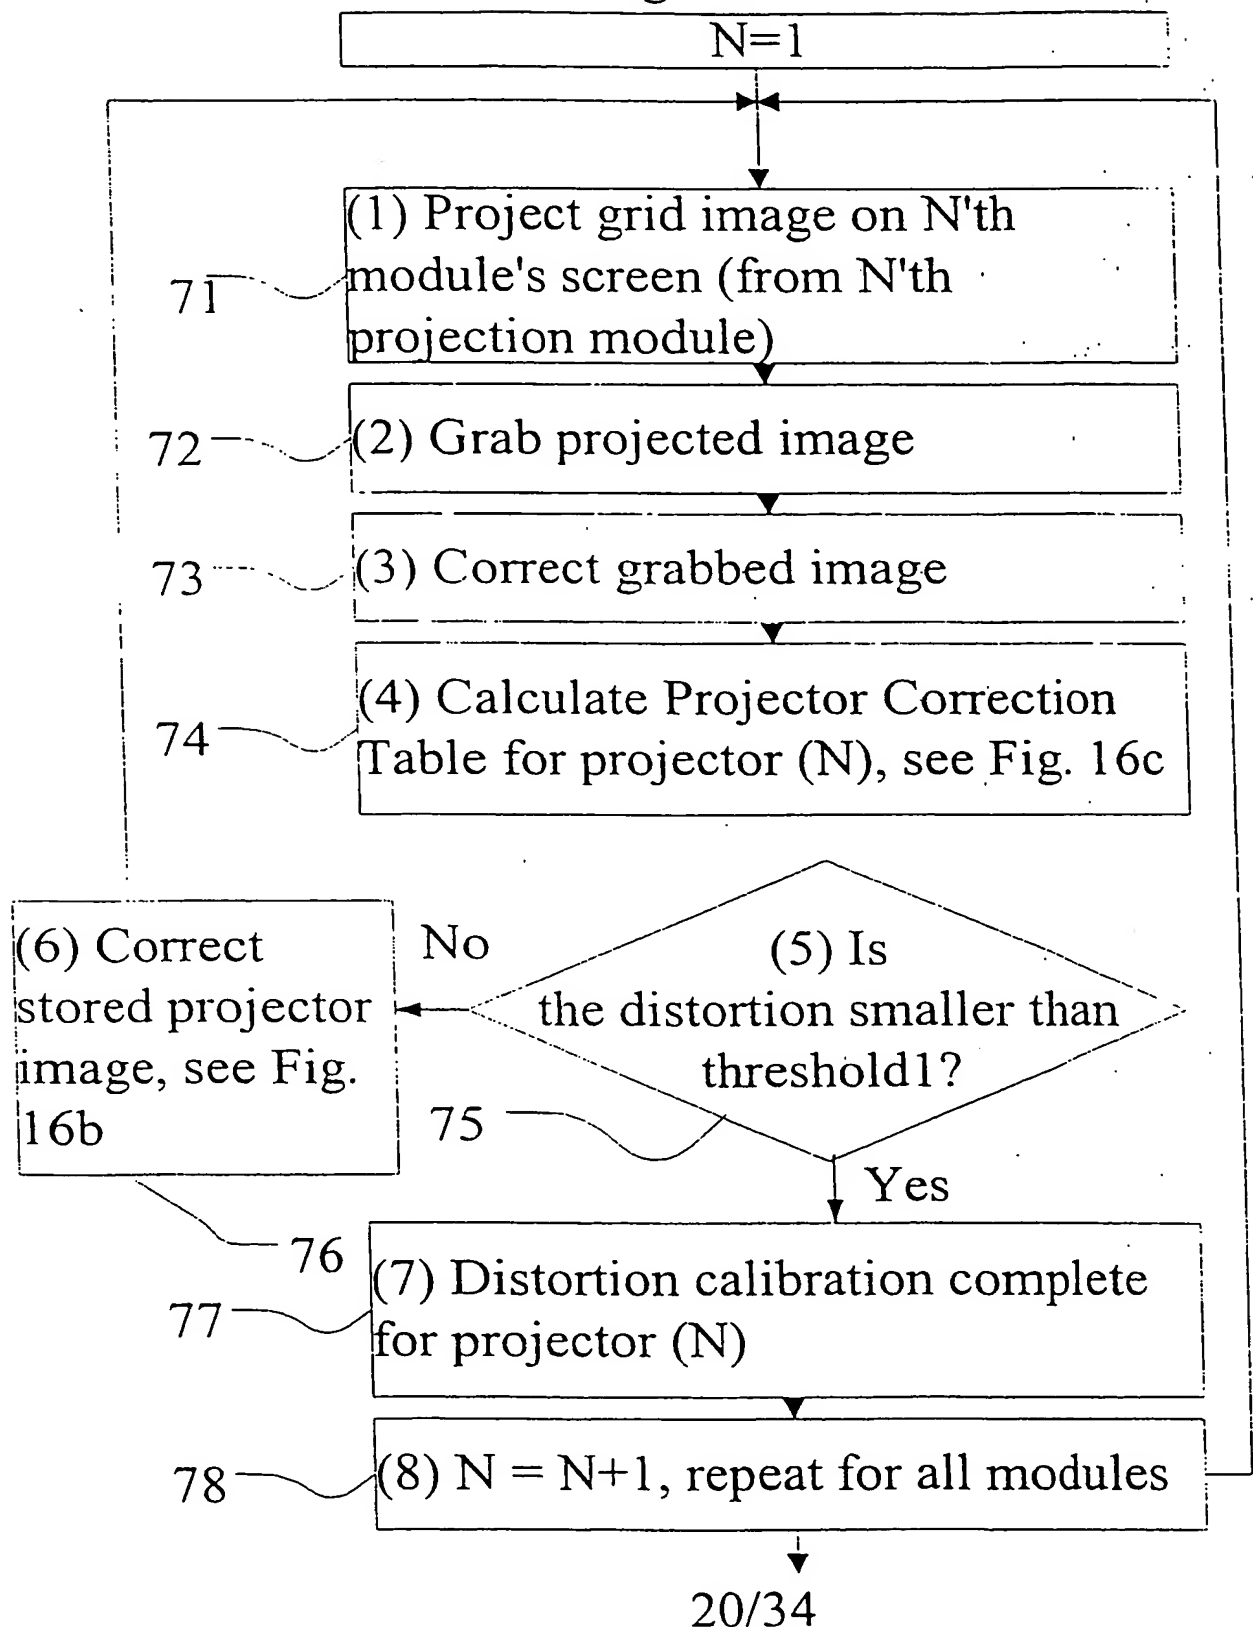 N=1
(1) Project grid image on N'th
module's screen (from N'th
projection module)
71
(2) Grab projected image
72
(3) Correct grabbed image
73
(4) Calculate Projector Correction
Table for projector (N), see Fig. 16c
74
(5) Is
the distortion smaller than
threshold1?
75
No
(6) Correct
stored projector
image, see Fig.
16b
76
Yes
(7) Distortion calibration complete
for projector (N)
77
(8) N = N+1, repeat for all modules
78
20/34